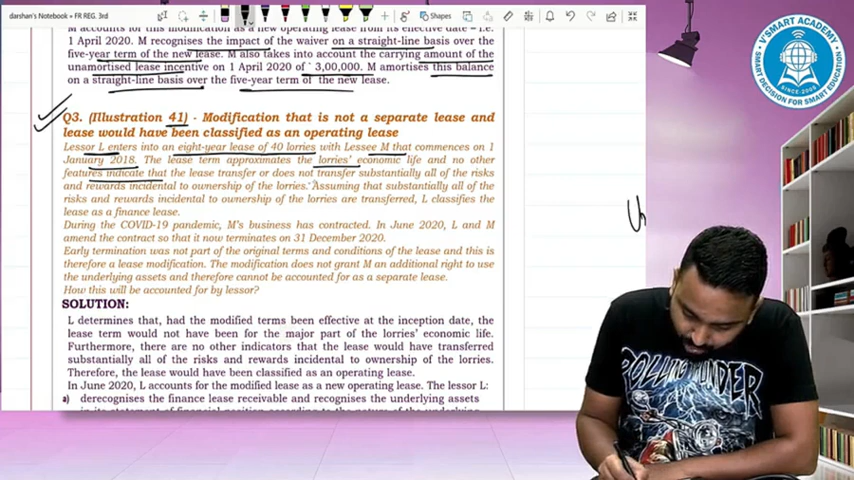 darshan's Notebook » FR REG. 3rd
Shapes
M accounts for this modification as a new operating lease from its effective date – i.e.
1 April 2020. M recognises the impact of the waiver on a straight-line basis over the
five-year term of the new lease. M also takes into account the carrying amount of the
unamortised lease incentive on 1 April 2020 of ` 3,00,000. M amortises this balance
on a straight-line basis over the five-year term of the new lease.
Q3. (Illustration 41) - Modification that is not a separate lease and
lease would have been classified as an operating lease
Lessor L enters into an eight-year lease of 40 lorries with Lessee M that commences on 1
January 2018. The lease term approximates the lorries' economic life and no other
features indicate that the lease transfer or does not transfer substantially all of the risks
and rewards incidental to ownership of the lorries. Assuming that substantially all of the
risks and rewards incidental to ownership of the lorries are transferred, L classifies the
lease as a finance lease.
During the COVID-19 pandemic, M's business has contracted. In June 2020, L and M
amend the contract so that it now terminates on 31 December 2020.
Early termination was not part of the original terms and conditions of the lease and this is
therefore a lease modification. The modification does not grant M an additional right to use
the underlying assets and therefore cannot be accounted for as a separate lease.
How this will be accounted for by lessor?
SOLUTION:
L determines that, had the modified terms been effective at the inception date, the
lease term would not have been for the major part of the lorries' economic life.
Furthermore, there are no other indicators that the lease would have transferred
substantially all of the risks and rewards incidental to ownership of the lorries.
Therefore, the lease would have been classified as an operating lease.
In June 2020, L accounts for the modified lease as a new operating lease. The lessor L:
a) derecognises the finance lease receivable and recognises the underlying assets
in its statement of financial position according to the nature of the underlying
V'SMART ACADEMY
SINCE-2005
SMART DECISION FOR SMART EDUCATION